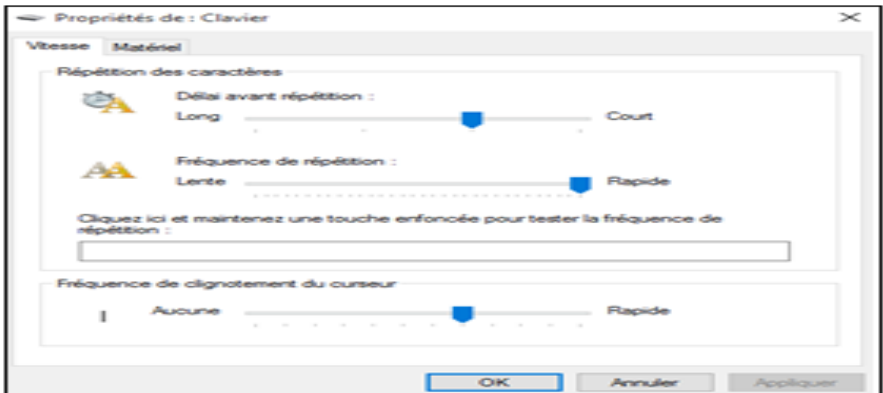 Propriétés de : Clavier
Vitesse Matériel
Répétition des caractères
Délai avant répétition :
Long Court
Fréquence de répétition :
Lente Rapide
Cliquez ici et maintenez une touche enfoncée pour tester la fréquence de
répétition :
Fréquence de clignotement du curseur
Aucune Rapide
OK Annuler Appliquer